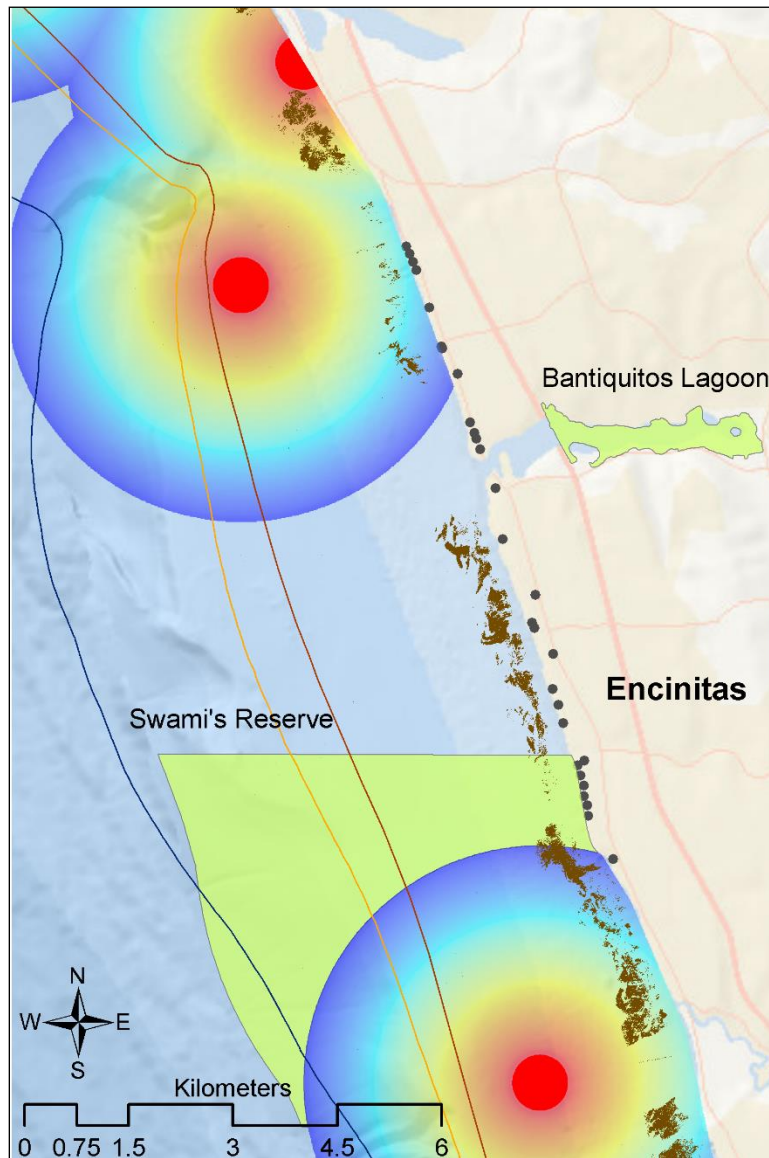 Bantiquitos Lagoon
Encinitas
Swami's Reserve
N
W E
S
Kilometers
0 0.75 1.5 3 4.5 6